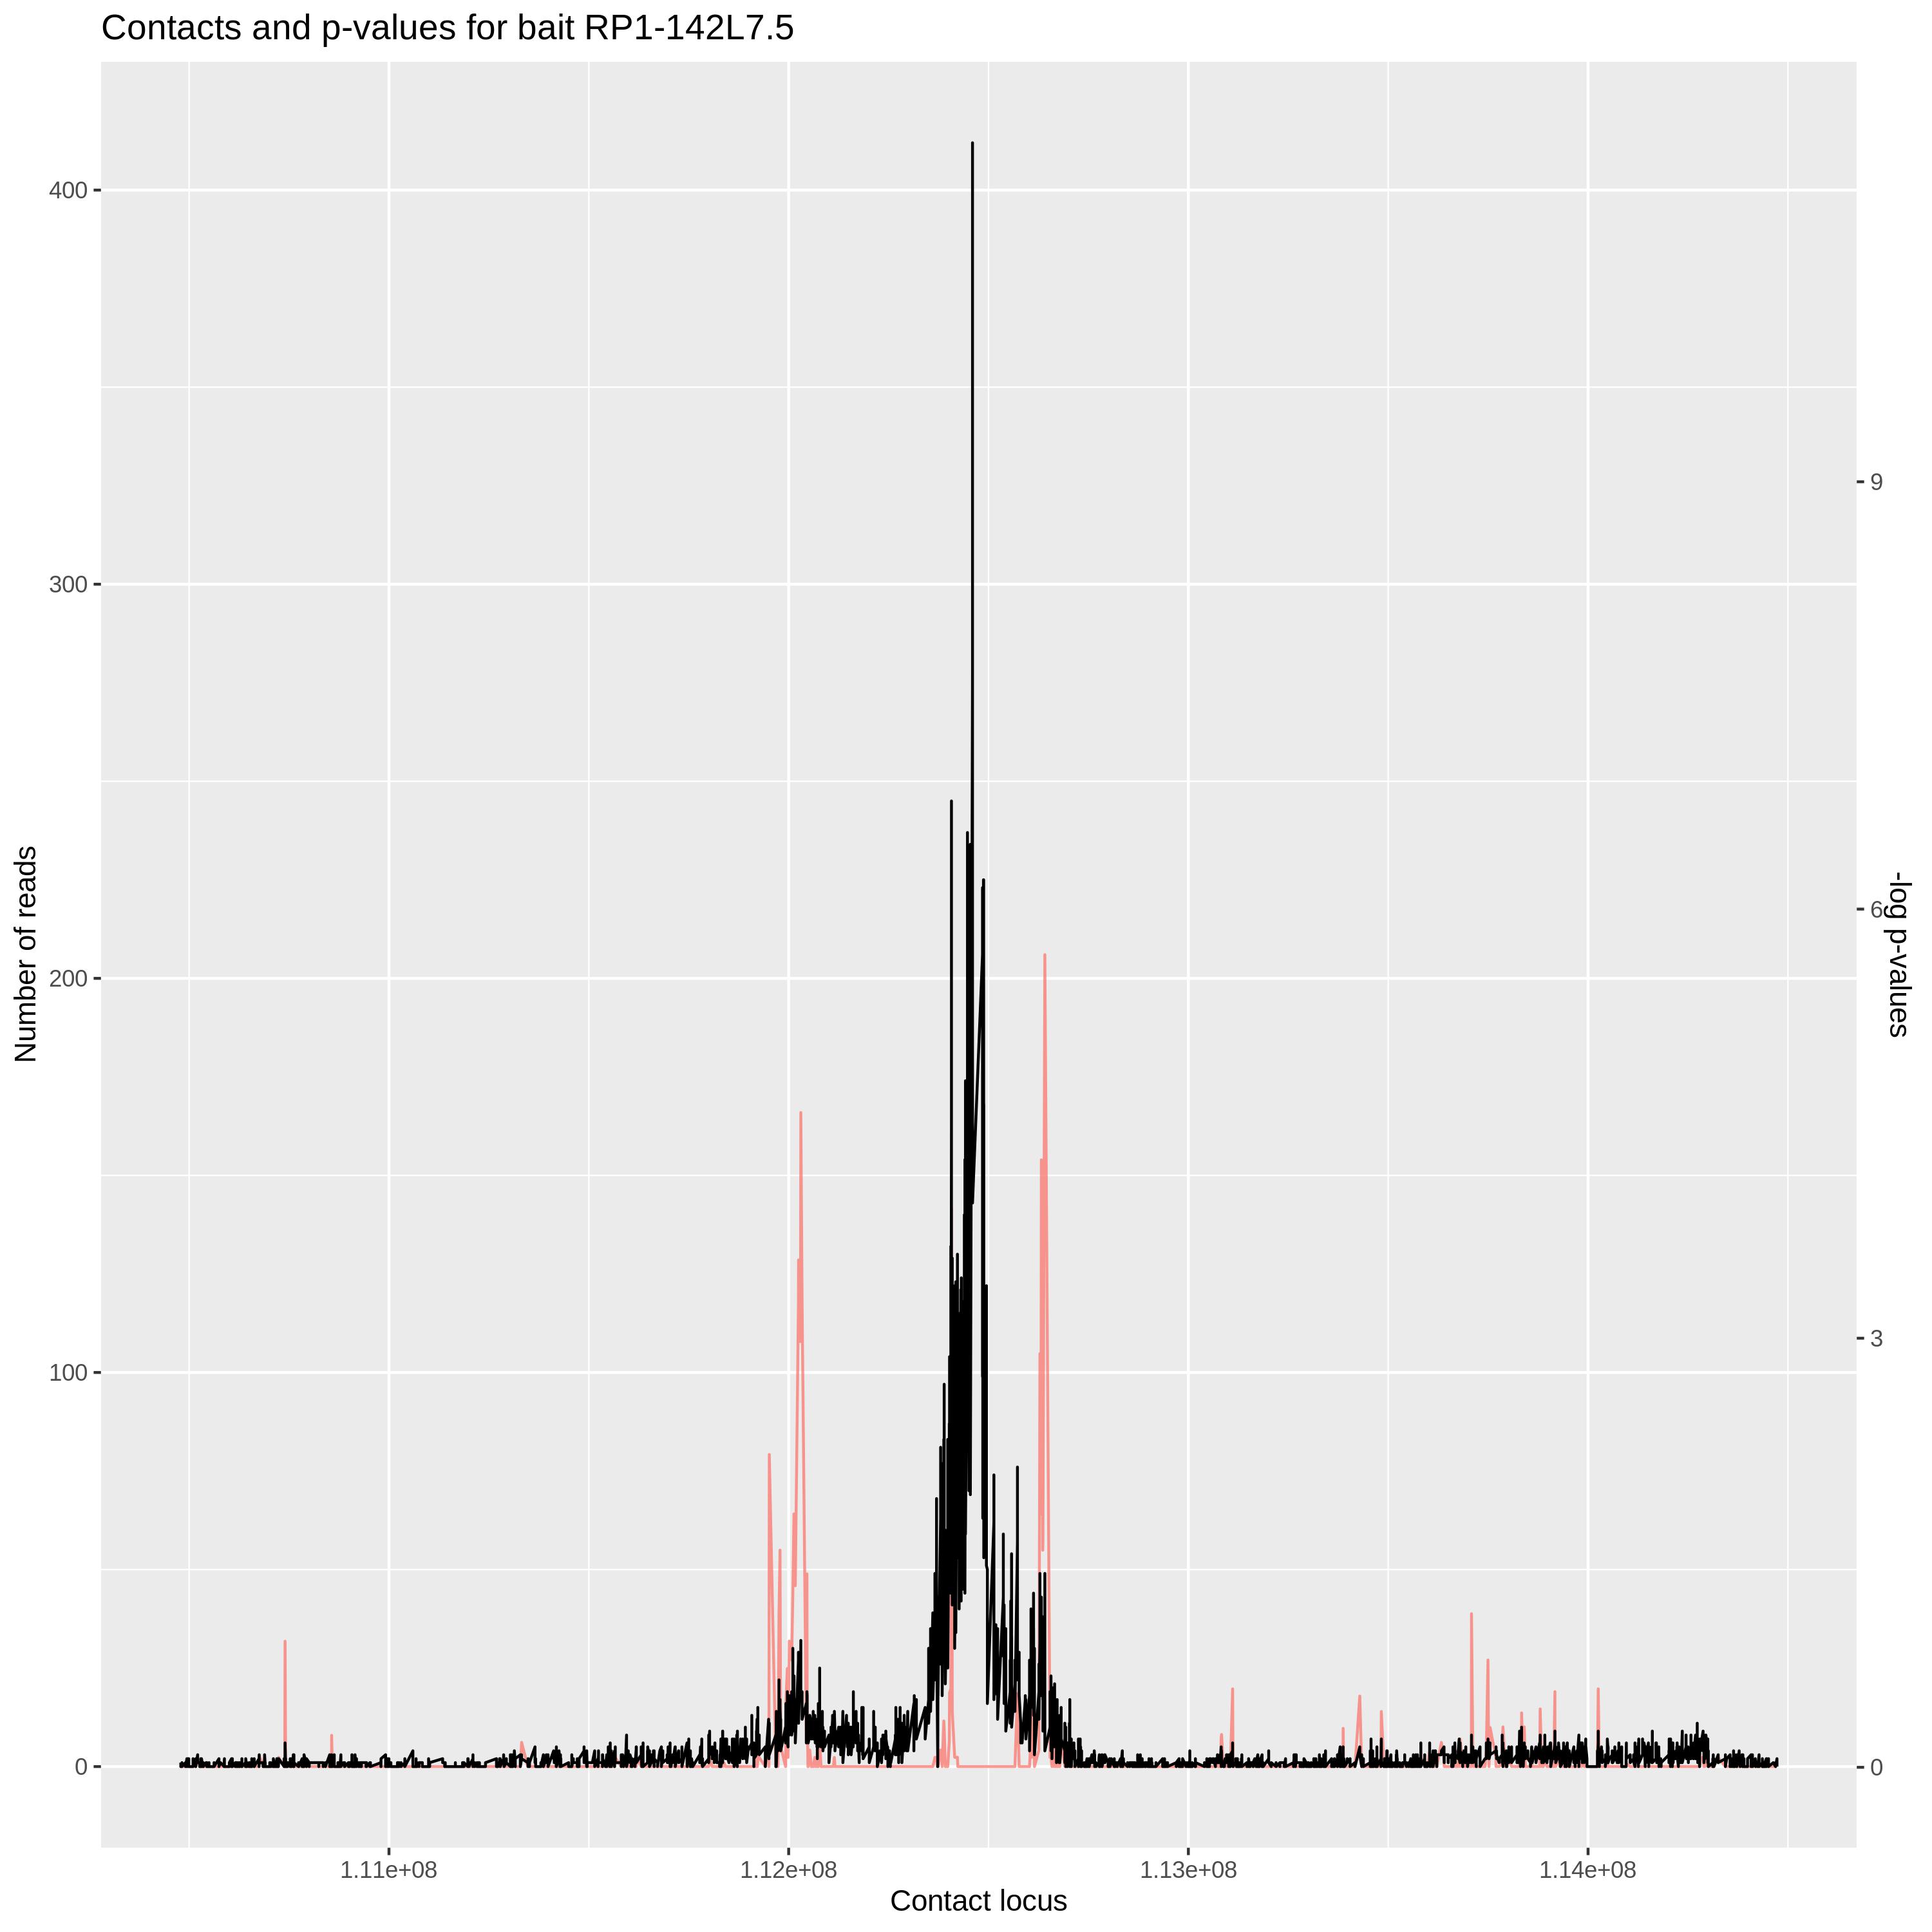 Contacts and p-values for bait RP1-142L7.5
Number of reads
400
300
200
100
0
9
6
3
0
-log p-values
1.11e+08 1.12e+08 1.13e+08 1.14e+08
Contact locus